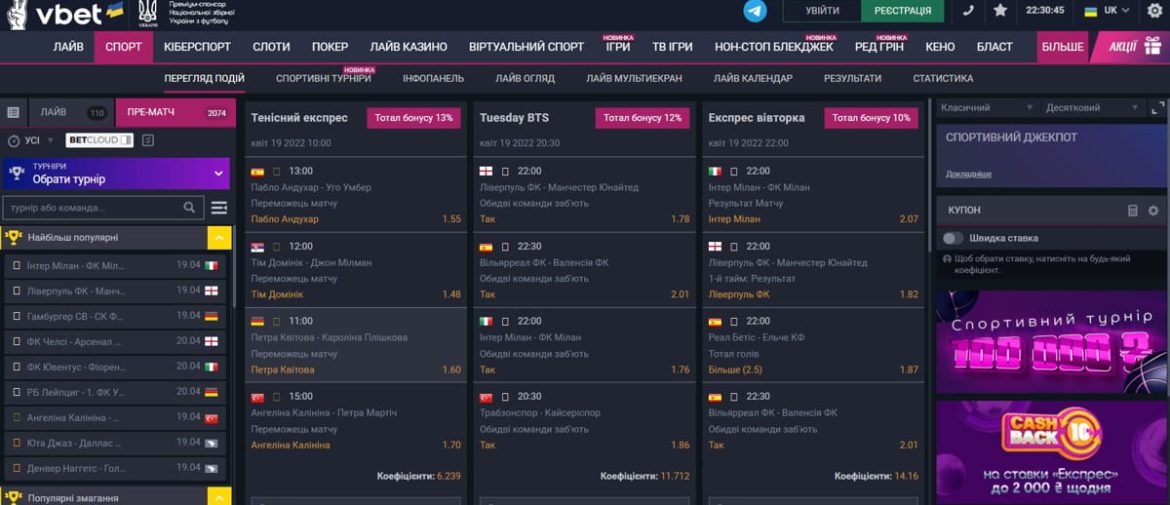 vbet
UKRAINE
Преміум-спонсор
Національної збірної
України з футболу
УВІЙТИ
РЕЄСТРАЦІЯ
22:30:45
UK
ЛАЙВ
СПОРТ
КІБЕРСПОРТ
СЛОТИ
ПОКЕР
ЛАЙВ КАЗИНО
ВІРТУАЛЬНИЙ СПОРТ
НОВИНКА
ІГРИ
ТВ ІГРИ
НОВИНКА
НОН-СТОП БЛЕКДЖЕК
НОВИНКА
РЕД ГРІН
КЕНО
БЛАСТ
БІЛЬШЕ
АКЦІЇ
ПЕРЕГЛЯД ПОДІЙ
НОВИНКА
СПОРТИВНІ ТУРНІРИ
ІНФОПАНЕЛЬ
ЛАЙВ ОГЛЯД
ЛАЙВ МУЛЬТИЕКРАН
ЛАЙВ КАЛЕНДАР
РЕЗУЛЬТАТИ
СТАТИСТИКА
ЛАЙВ 110
ПРЕ-МАТЧ 2074
УСІ
BETCLOUD
ТУРНІРИ
Обрати турнір
турнір або команда...
Найбільш популярні
Інтер Мілан - ФК Міл... 19.04
Ліверпуль ФК - Манч... 19.04
Гамбургер СВ - СК Ф... 19.04
ФК Челсі - Арсенал ... 20.04
ФК Ювентус - Фіорен... 20.04
РБ Лейпциг - 1. ФК У... 20.04
Ангеліна Калініна - ... 19.04
Юта Джаз - Даллас ... 19.04
Денвер Наггетс - Гол... 19.04
Популярні змагання
Тенісний експрес
Тотал бонусу 13%
квіт 19 2022 10:00
13:00
Пабло Андухар - Уго Умбер
Переможець матчу
Пабло Андухар 1.55
12:00
Тім Домінік - Джон Мілман
Переможець матчу
Тім Домінік 1.48
11:00
Петра Квітова - Кароліна Плішкова
Переможець матчу
Петра Квітова 1.60
15:00
Ангеліна Калініна - Петра Мартіч
Переможець матчу
Ангеліна Калініна 1.70
Коефіцієнти: 6.239
Tuesday BTS
Тотал бонусу 12%
квіт 19 2022 20:30
22:00
Ліверпуль ФК - Манчестер Юнайтед
Обидві команди заб'ють
Так 1.78
22:30
Вільярреал ФК - Валенсія ФК
Обидві команди заб'ють
Так 2.01
22:00
Інтер Мілан - ФК Мілан
Обидві команди заб'ють
Так 1.76
20:30
Трабзонспор - Кайсеріспор
Обидві команди заб'ють
Так 1.86
Коефіцієнти: 11.712
Експрес вівторка
Тотал бонусу 10%
квіт 19 2022 22:00
22:00
Інтер Мілан - ФК Мілан
Результат Матчу
Інтер Мілан 2.07
22:00
Ліверпуль ФК - Манчестер Юнайтед
1-й тайм: Результат
Ліверпуль ФК 1.82
22:00
Реал Бетіс - Ельче КФ
Тотал голів
Більше (2.5) 1.87
22:30
Вільярреал ФК - Валенсія ФК
Обидві команди заб'ють
Так 2.01
Коефіцієнти: 14.16
Класичний
Десятковий
СПОРТИВНИЙ ДЖЕКПОТ
Докладніше
КУПОН
Швидка ставка
Щоб обрати ставку, натисніть на будь-який
коефіцієнт.
Спортивний турнір
100 000 ₴
CASH
BACK 10
на ставки «Експрес»
до 2 000 ₴ щодня